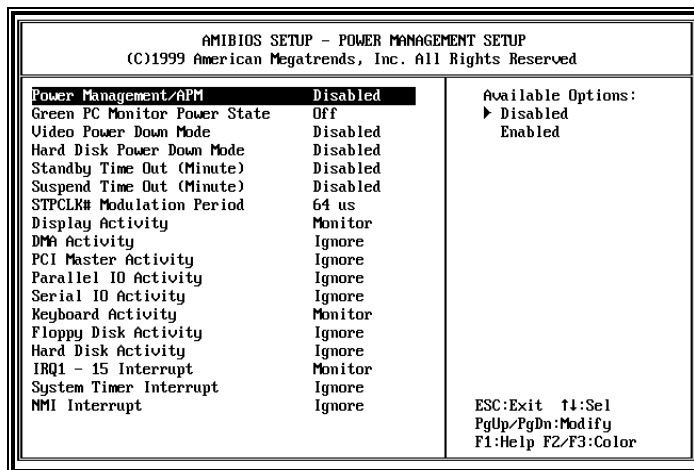 AMIBIOS SETUP – POWER MANAGEMENT SETUP
(C)1999 American Megatrends, Inc. All Rights Reserved
Power Management/APM Disabled
Green PC Monitor Power State Off
Video Power Down Mode Disabled
Hard Disk Power Down Mode Disabled
Standby Time Out (Minute) Disabled
Suspend Time Out (Minute) Disabled
STPCLK# Modulation Period 64 us
Display Activity Monitor
DMA Activity Ignore
PCI Master Activity Ignore
Parallel IO Activity Ignore
Serial IO Activity Ignore
Keyboard Activity Monitor
Floppy Disk Activity Ignore
Hard Disk Activity Ignore
IRQ1 – 15 Interrupt Monitor
System Timer Interrupt Ignore
NMI Interrupt Ignore
Available Options:
▶ Disabled
Enabled
ESC:Exit ↑↓:Sel
PgUp/PgDn:Modify
F1:Help F2/F3:Color